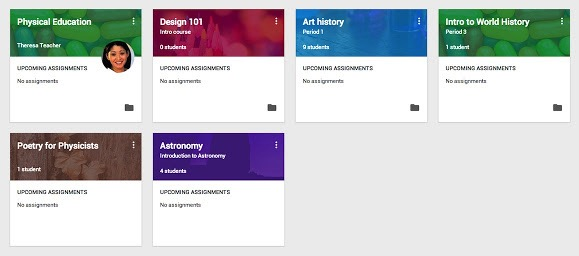 Physical Education
Theresa Teacher
UPCOMING ASSIGNMENTS
No assignments
Design 101
Intro course
0 students
UPCOMING ASSIGNMENTS
No assignments
Art history
Period 1
9 students
UPCOMING ASSIGNMENTS
No assignments
Intro to World History
Period 3
1 student
UPCOMING ASSIGNMENTS
No assignments
Poetry for Physicists
1 student
UPCOMING ASSIGNMENTS
No assignments
Astronomy
Introduction to Astronomy
4 students
UPCOMING ASSIGNMENTS
No assignments